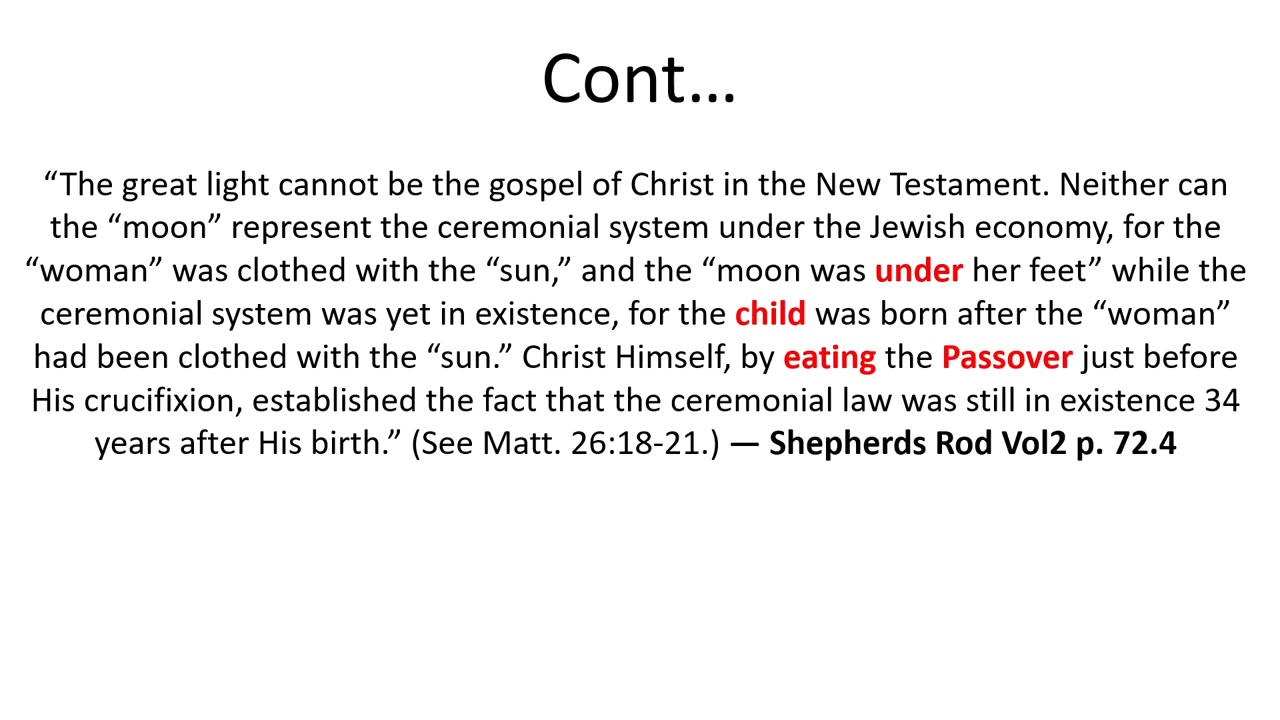 Cont…
“The great light cannot be the gospel of Christ in the New Testament. Neither can
the “moon” represent the ceremonial system under the Jewish economy, for the
“woman” was clothed with the “sun,” and the “moon was under her feet” while the
ceremonial system was yet in existence, for the child was born after the “woman”
had been clothed with the “sun.” Christ Himself, by eating the Passover just before
His crucifixion, established the fact that the ceremonial law was still in existence 34
years after His birth.” (See Matt. 26:18-21.) — Shepherds Rod Vol2 p. 72.4